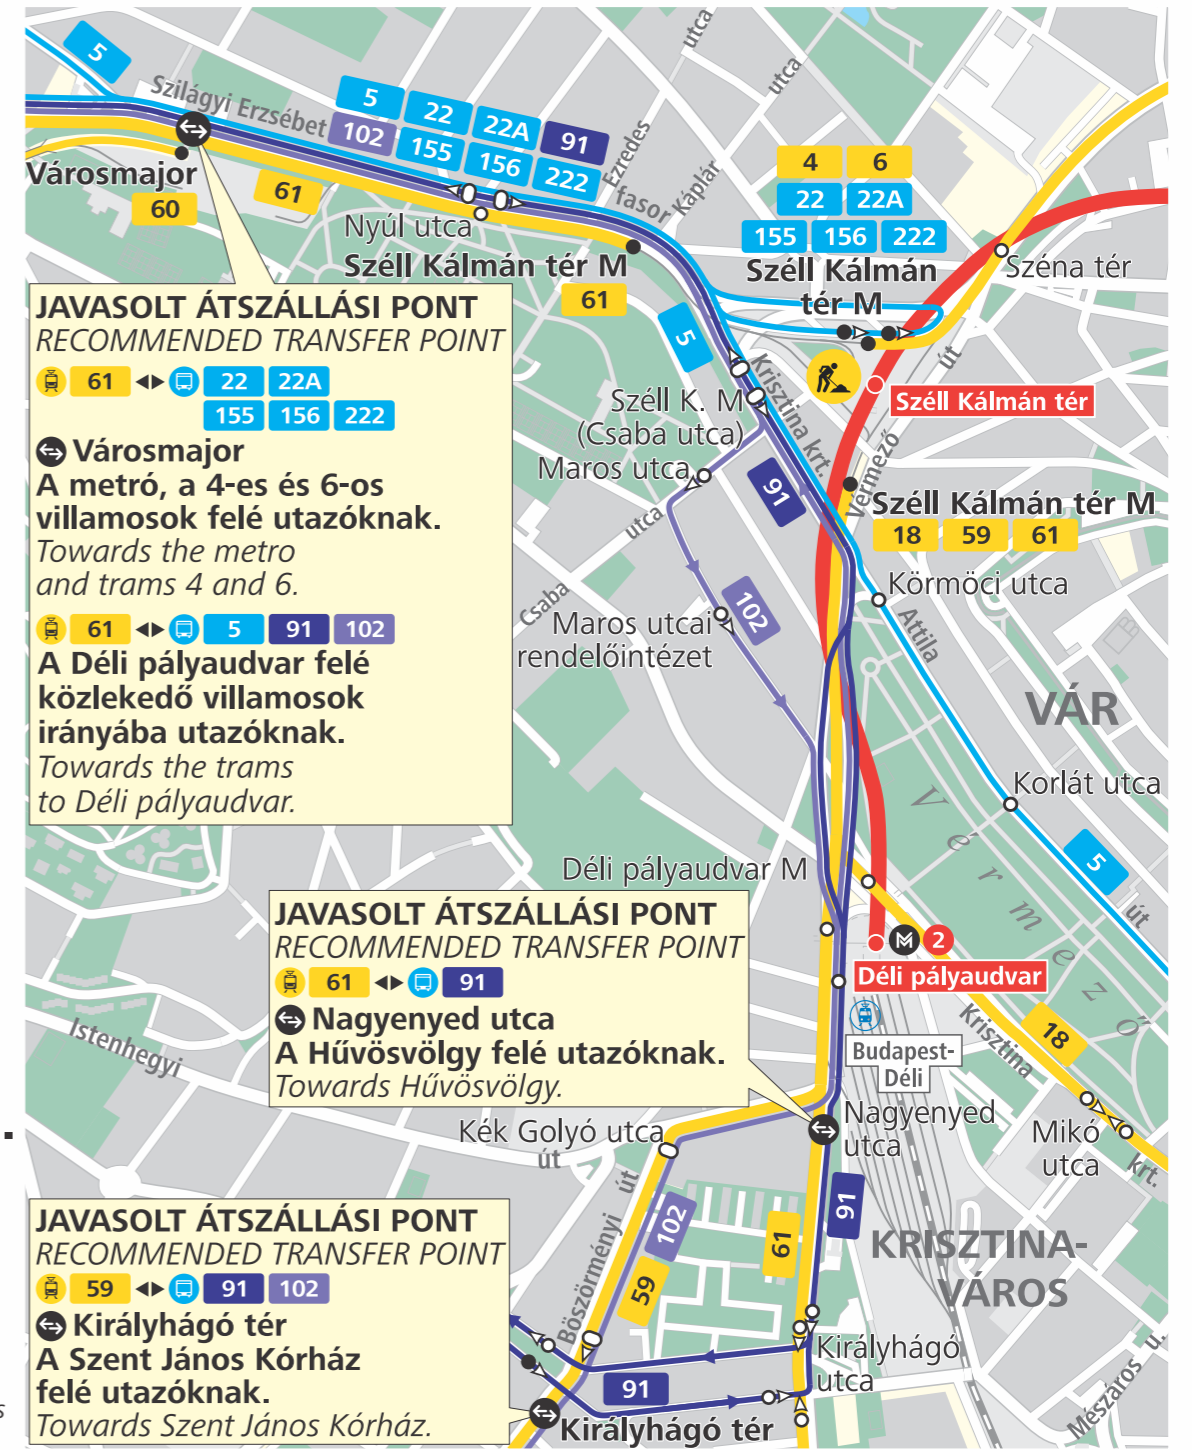 5
Szilágyi Erzsébet
fasor
5 22 22A 91
102 155 156 222
Ezredes
utca
Káplár
utca
Városmajor
60
61
Nyúl utca
Széll Kálmán tér M
61
4 6
22 22A
155 156 222
Széll Kálmán
tér M
Széna tér
JAVASOLT ÁTSZÁLLÁSI PONT
RECOMMENDED TRANSFER POINT
61 22 22A
155 156 222
Városmajor
A metró, a 4-es és 6-os
villamosok felé utazóknak.
Towards the metro
and trams 4 and 6.
61 5 91 102
A Déli pályaudvar felé
közlekedő villamosok
irányába utazóknak.
Towards the trams
to Déli pályaudvar.
5
Krisztina krt.
Széll Kálmán tér
Széll K. M
(Csaba utca)
Maros utca
91
Vérmező
út
Széll Kálmán tér M
18 59 61
Csaba
utca
102
Maros utcai
rendelőintézet
Körmöci utca
Attila
út
VÁR
Korlát utca
5
Vérmező
Déli pályaudvar M
M 2
Déli pályaudvar
JAVASOLT ÁTSZÁLLÁSI PONT
RECOMMENDED TRANSFER POINT
61 91
Nagyenyed utca
A Hűvösvölgy felé utazóknak.
Towards Hűvösvölgy.
Budapest-
Déli
Krisztina
krt.
18
Istenhegyi
út
Kék Golyó utca
Nagyenyed
utca
Mikó
utca
Böszörményi
út
102
59
61
91
KRISZTINA-
VÁROS
JAVASOLT ÁTSZÁLLÁSI PONT
RECOMMENDED TRANSFER POINT
59 91 102
Királyhágó tér
A Szent János Kórház
felé utazóknak.
Towards Szent János Kórház.
91
Királyhágó
utca
Királyhágó tér
Mészáros u.
s